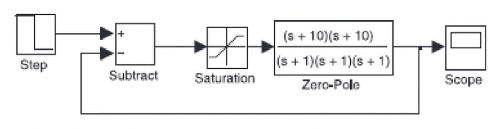 +
−
(s + 10)(s + 10)
(s + 1)(s + 1)(s + 1)
Step
Subtract
Saturation
Zero-Pole
Scope